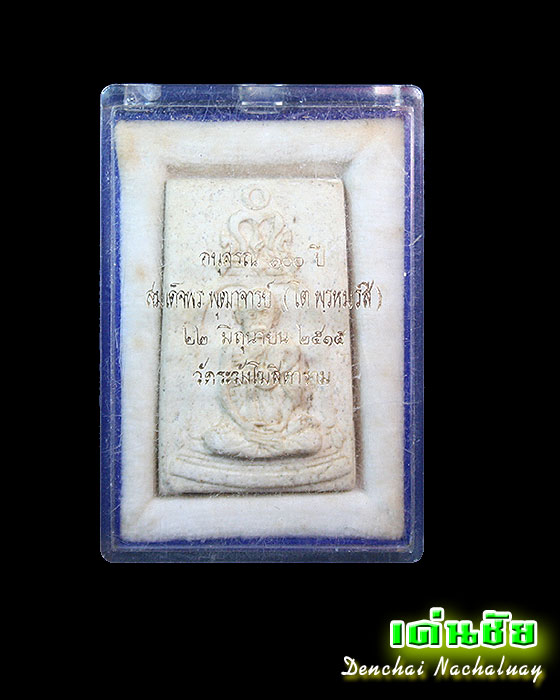 อนุสรณ ๑๐๐ ปี
สมเด็จพระพุฒาจารย์ (โต พฺรหฺมรํสี)
๒๒ มิถุนายน ๒๕๑๕
วัดระฆังโฆสิตาราม
เด่นชัย
Denchai Nachaluay